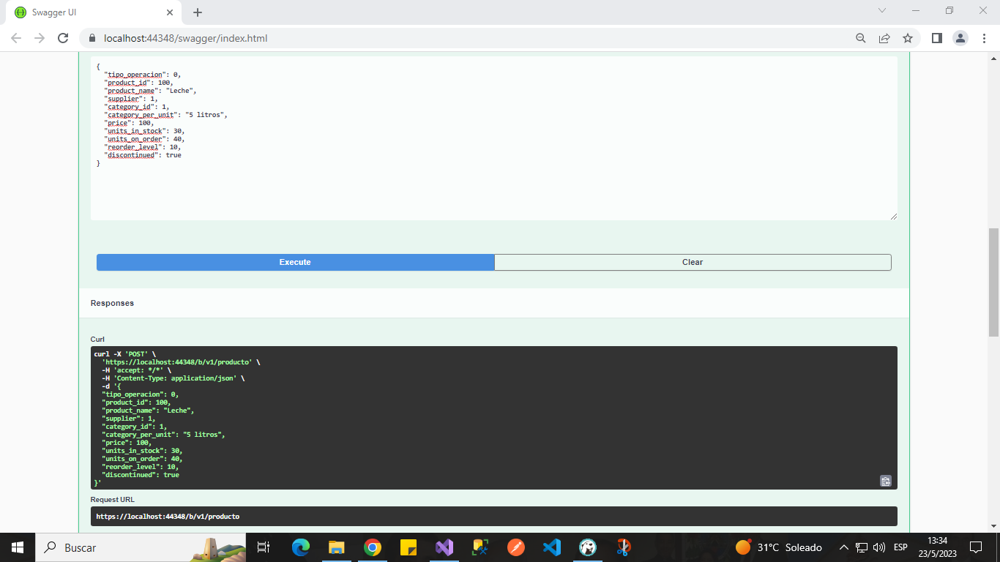 Swagger UI
localhost:44348/swagger/index.html
{
"tipo_operacion": 0,
"product_id": 100,
"product_name": "Leche",
"supplier": 1,
"category_id": 1,
"category_per_unit": "5 litros",
"price": 100,
"units_in_stock": 30,
"units_on_order": 40,
"reorder_level": 10,
"discontinued": true
}
Execute Clear
Responses
Curl
curl -X 'POST' \
'https://localhost:44348/b/v1/producto' \
-H 'accept: */*' \
-H 'Content-Type: application/json' \
-d '{
"tipo_operacion": 0,
"product_id": 100,
"product_name": "Leche",
"supplier": 1,
"category_id": 1,
"category_per_unit": "5 litros",
"price": 100,
"units_in_stock": 30,
"units_on_order": 40,
"reorder_level": 10,
"discontinued": true
}'
Request URL
https://localhost:44348/b/v1/producto
Buscar
31°C Soleado
ESP
13:34
23/5/2023